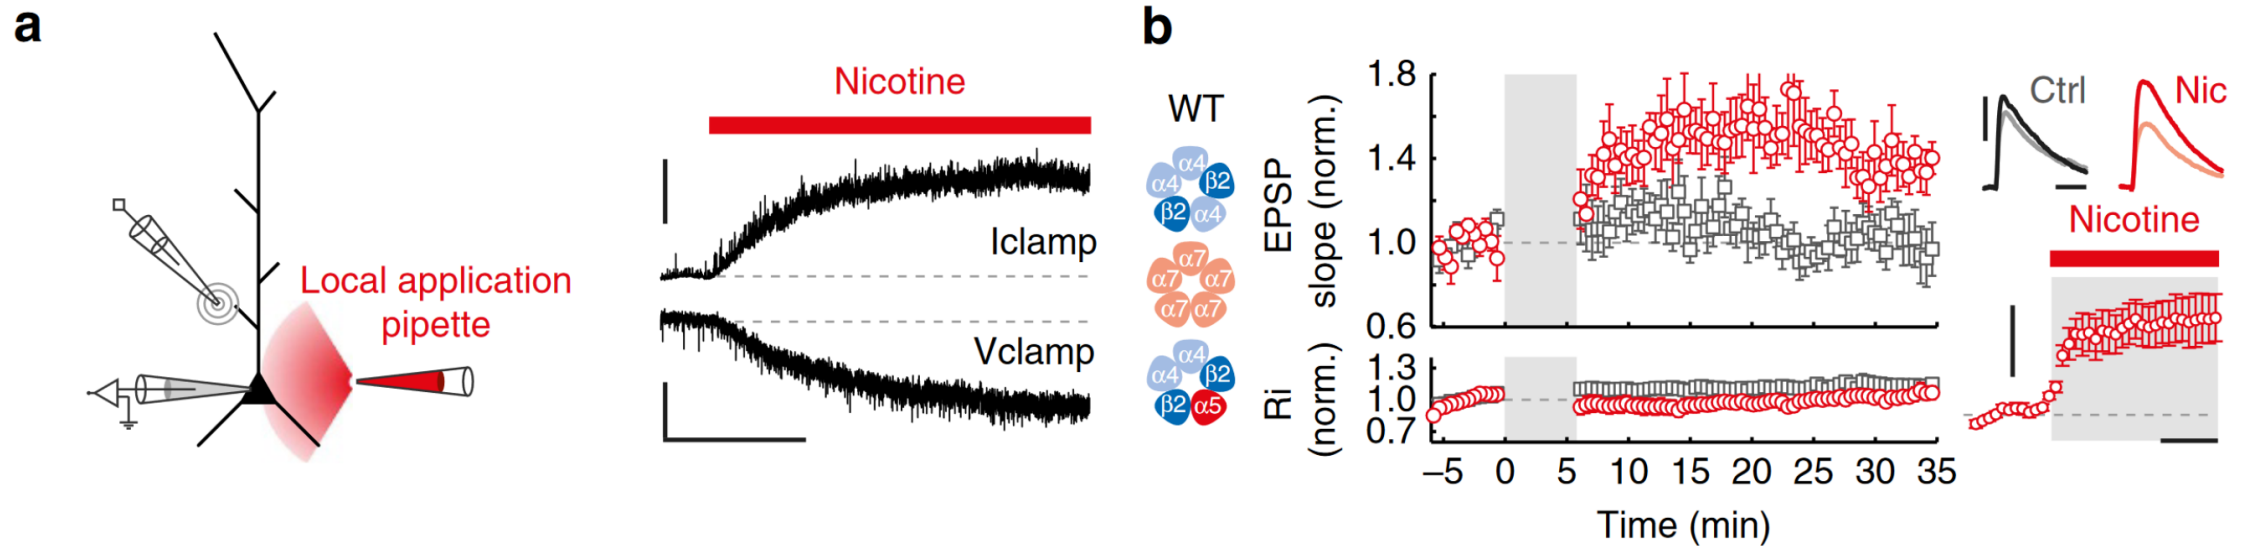 a
Nicotine
Iclamp
Local application
pipette
Vclamp
b
WT
α4
α4
β2
β2
α4
α7
α7
α7
α7
α7
α4
α4
β2
β2
α5
EPSP
slope (norm.)
1.8
1.4
1.0
0.6
Ri
(norm.)
1.3
1.0
0.7
−5 0 5 10 15 20 25 30 35
Time (min)
Ctrl
Nic
Nicotine